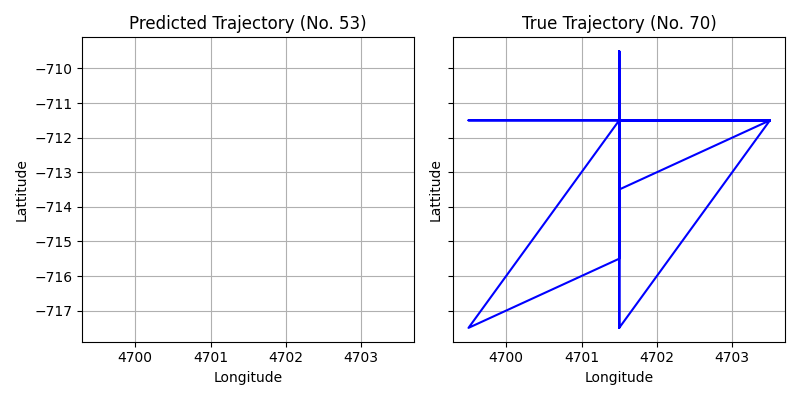 Predicted Trajectory (No. 53)
True Trajectory (No. 70)
−710
−711
−712
−713
−714
−715
−716
−717
Lattitude
Lattitude
4700 4701 4702 4703
4700 4701 4702 4703
Longitude
Longitude